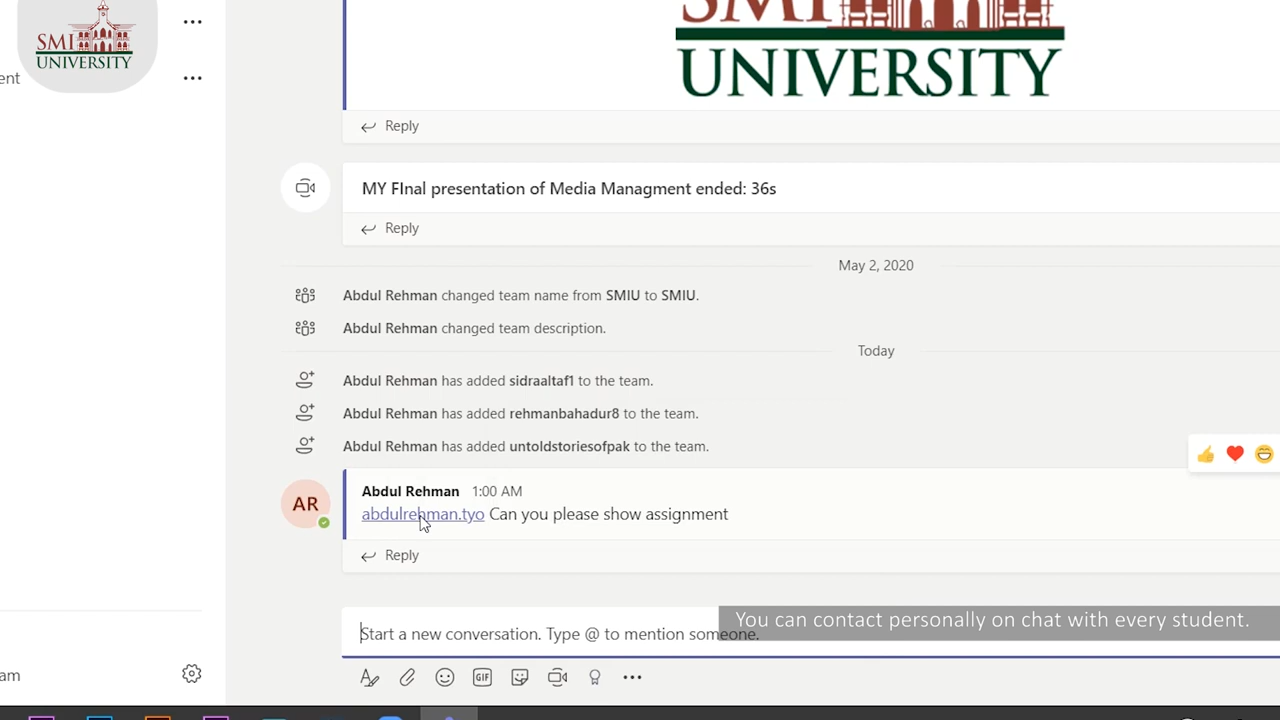 SMI
UNIVERSITY
ent
SMI
UNIVERSITY
Reply
MY FInal presentation of Media Managment ended: 36s
Reply
May 2, 2020
Abdul Rehman changed team name from SMIU to SMIU.
Abdul Rehman changed team description.
Today
Abdul Rehman has added sidraaltaf1 to the team.
Abdul Rehman has added rehmanbahadur8 to the team.
Abdul Rehman has added untoldstoriesofpak to the team.
AR
Abdul Rehman 1:00 AM
abdulrehman.tyo Can you please show assignment
Reply
You can contact personally on chat with every student.
Start a new conversation. Type @ to mention someone.
am
GIF